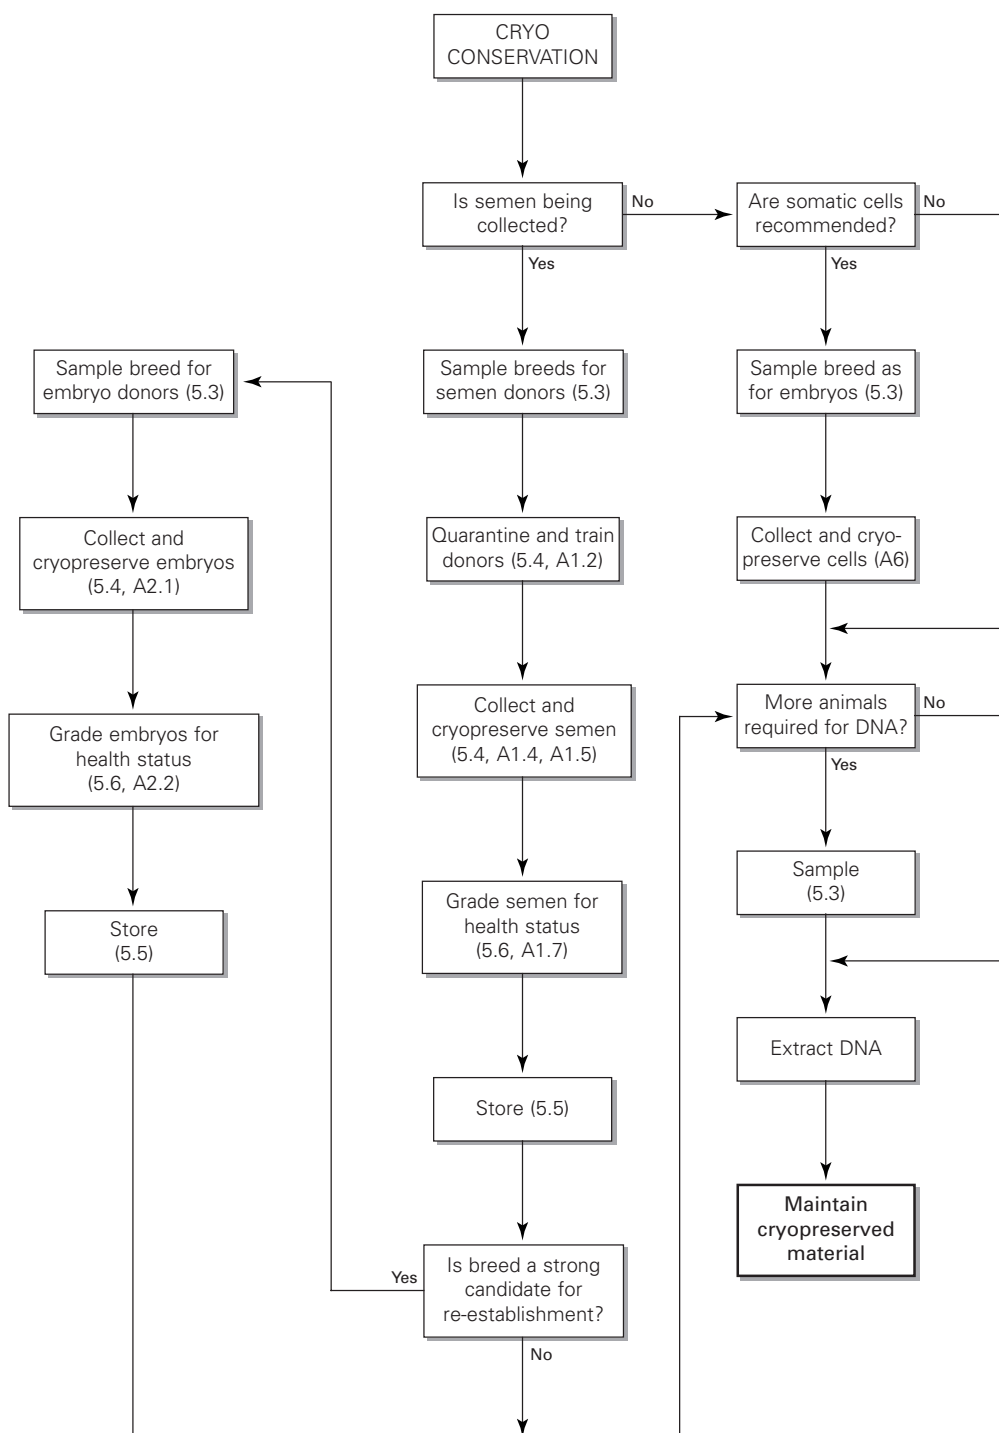 CRYO
CONSERVATION
Is semen being
collected?
No
Are somatic cells
recommended?
No
Yes
Yes
Sample breed for
embryo donors (5.3)
Sample breeds for
semen donors (5.3)
Sample breed as
for embryos (5.3)
Collect and
cryopreserve embryos
(5.4, A2.1)
Quarantine and train
donors (5.4, A1.2)
Collect and cryo-
preserve cells (A6)
Grade embryos for
health status
(5.6, A2.2)
Collect and
cryopreserve semen
(5.4, A1.4, A1.5)
More animals
required for DNA?
No
Yes
Store
(5.5)
Grade semen for
health status
(5.6, A1.7)
Sample
(5.3)
Extract DNA
Store (5.5)
Maintain
cryopreserved
material
Yes
Is breed a strong
candidate for
re-establishment?
No